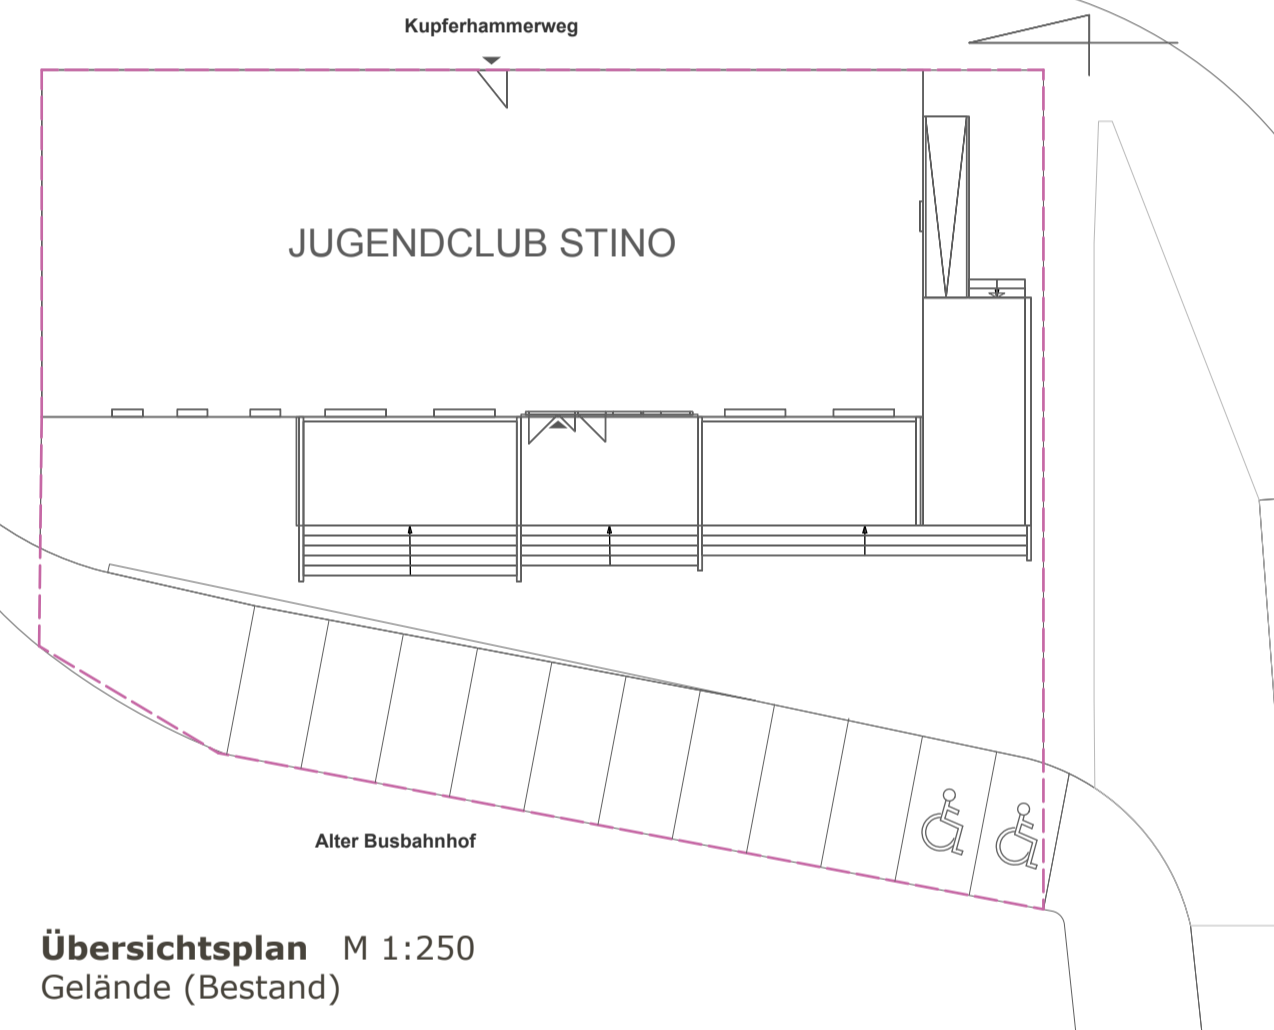 Kupferhammerweg
JUGENDCLUB STINO
Alter Busbahnhof
Übersichtsplan M 1:250
Gelände (Bestand)